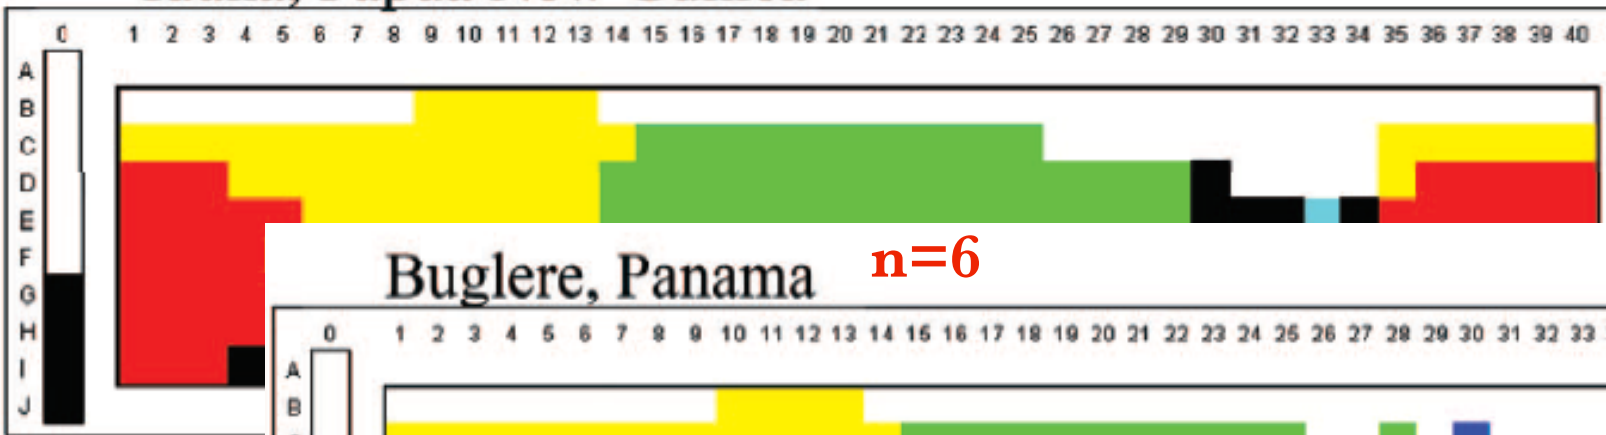 0 1 2 3 4 5 6 7 8 9 10 11 12 13 14 15 16 17 18 19 20 21 22 23 24 25 26 27 28 29 30 31 32 33 34 35 36 37 38 39 40
A
B
C
D
E
F
G
H
I
J
Buglere, Panama n=6
0 1 2 3 4 5 6 7 8 9 10 11 12 13 14 15 16 17 18 19 20 21 22 23 24 25 26 27 28 29 30 31 32 33
A
B